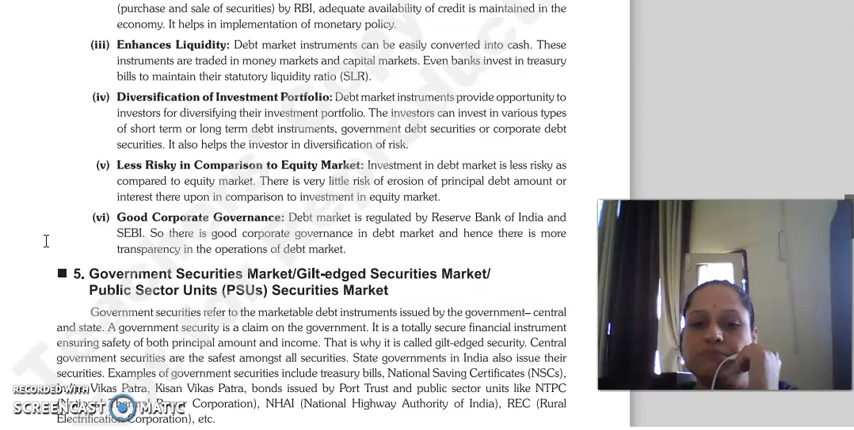 (purchase and sale of securities) by RBI, adequate availability of credit is maintained in the
economy. It helps in implementation of monetary policy.
(iii) Enhances Liquidity: Debt market instruments can be easily converted into cash. These
instruments are traded in money markets and capital markets. Even banks invest in treasury
bills to maintain their statutory liquidity ratio (SLR).
(iv) Diversification of Investment Portfolio: Debt market instruments provide opportunity to
investors for diversifying their investment portfolio. The investors can invest in various types
of short term or long term debt instruments, government debt securities or corporate debt
securities. It also helps the investor in diversification of risk.
(v) Less Risky in Comparison to Equity Market: Investment in debt market is less risky as
compared to equity market. There is very little risk of erosion of principal debt amount or
interest there upon in comparison to investment in equity market.
(vi) Good Corporate Governance: Debt market is regulated by Reserve Bank of India and
SEBI. So there is good corporate governance in debt market and hence there is more
transparency in the operations of debt market.
■ 5. Government Securities Market/Gilt-edged Securities Market/
Public Sector Units (PSUs) Securities Market
Government securities refer to the marketable debt instruments issued by the government– central
and state. A government security is a claim on the government. It is a totally secure financial instrument
ensuring safety of both principal amount and income. That is why it is called gilt-edged security. Central
government securities are the safest amongst all securities. State governments in India also issue their
securities. Examples of government securities include treasury bills, National Saving Certificates (NSCs),
Vikas Patra, Kisan Vikas Patra, bonds issued by Port Trust and public sector units like NTPC
Corporation), NHAI (National Highway Authority of India), REC (Rural
Electrification Corporation), etc.
RECORDED WITH
SCREENCAST MATIC